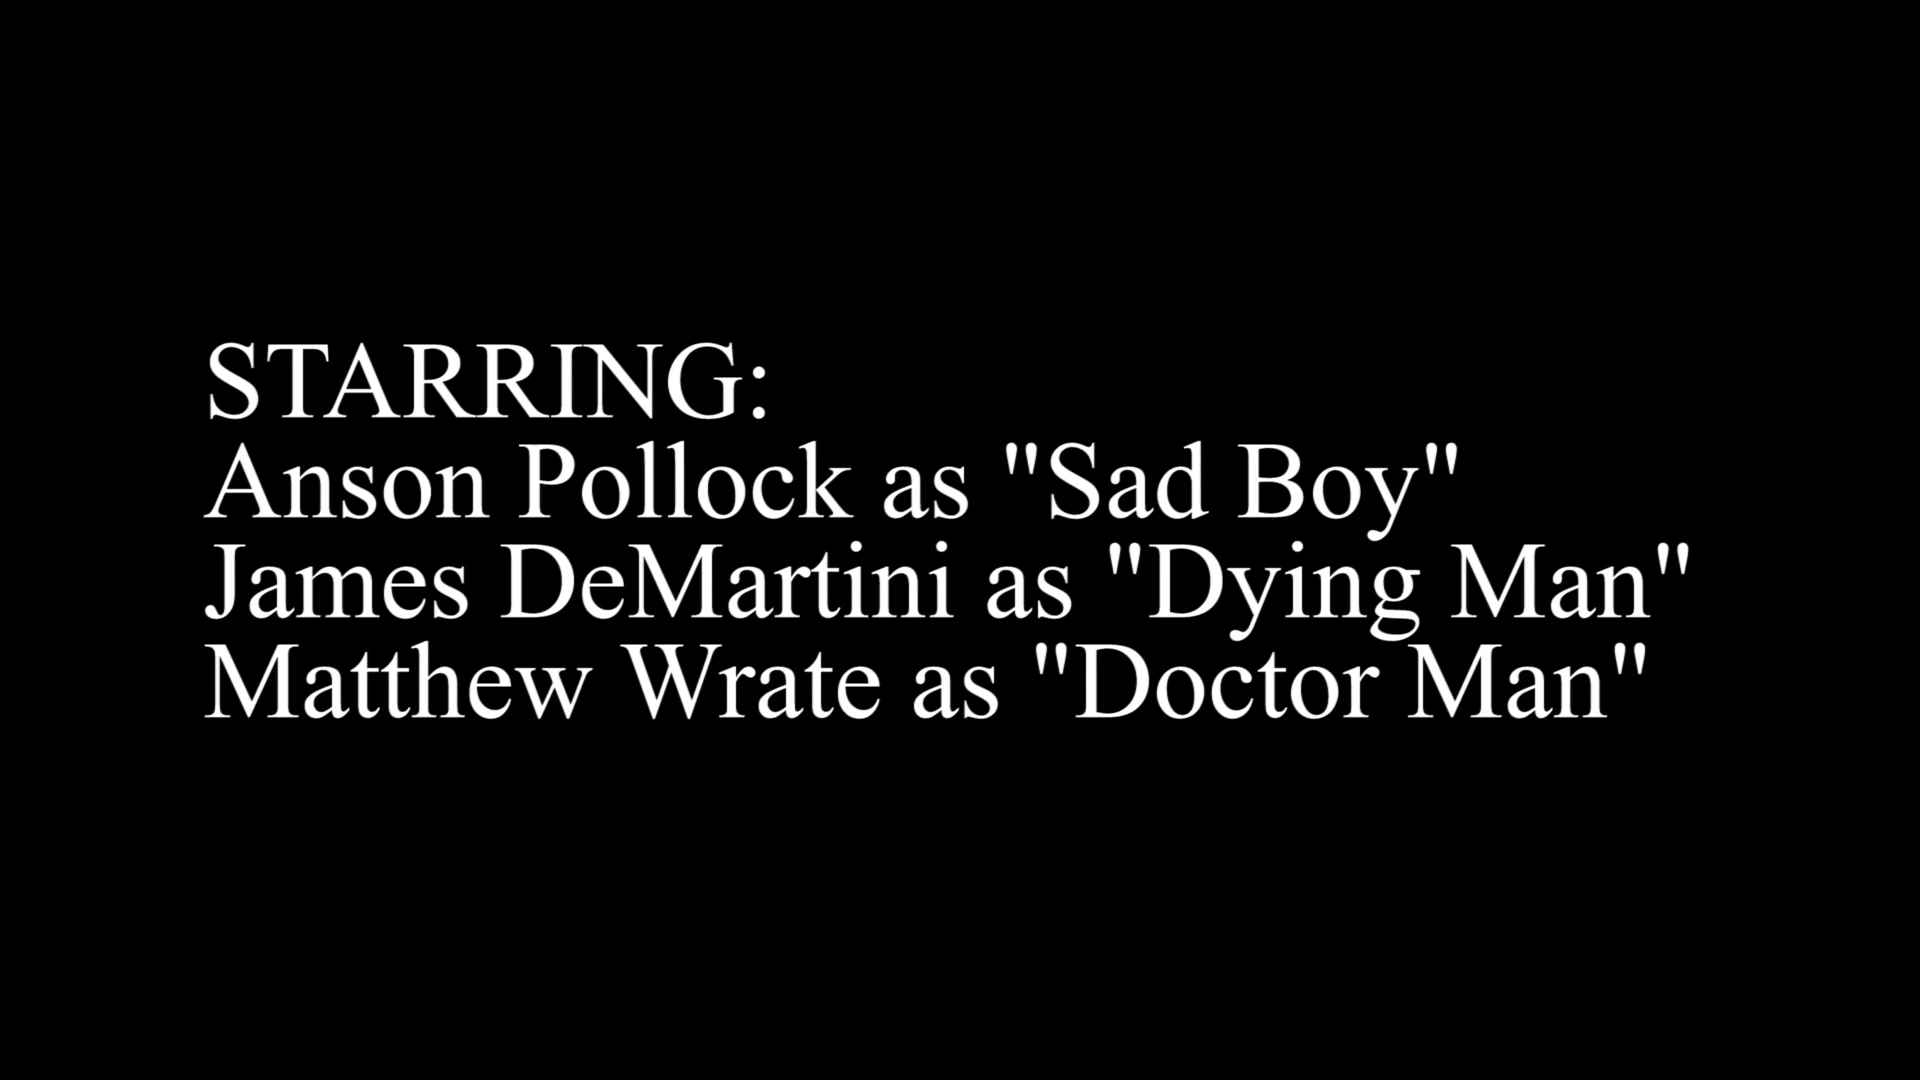 STARRING:
Anson Pollock as "Sad Boy"
James DeMartini as "Dying Man"
Matthew Wrate as "Doctor Man"